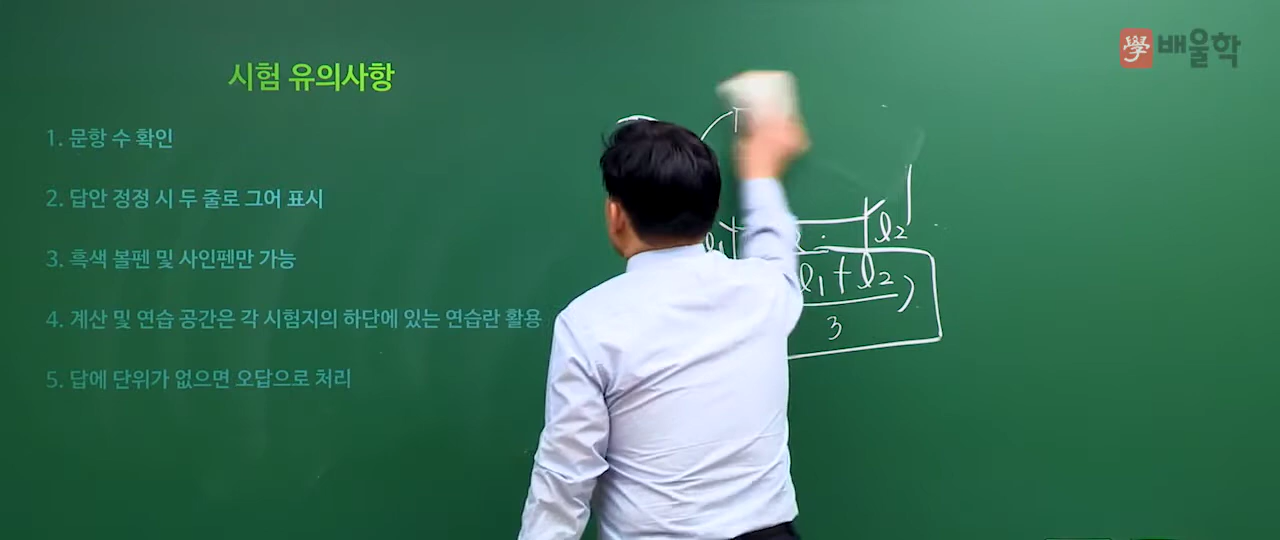 學 배울학
시험 유의사항
1. 문항 수 확인
2. 답안 정정 시 두 줄로 그어 표시
3. 흑색 볼펜 및 사인펜만 가능
4. 계산 및 연습 공간은 각 시험지의 하단에 있는 연습란 활용
5. 답에 단위가 없으면 오답으로 처리
ℓ₁ ℓ₂
ℓ₁+ℓ₂ )
3